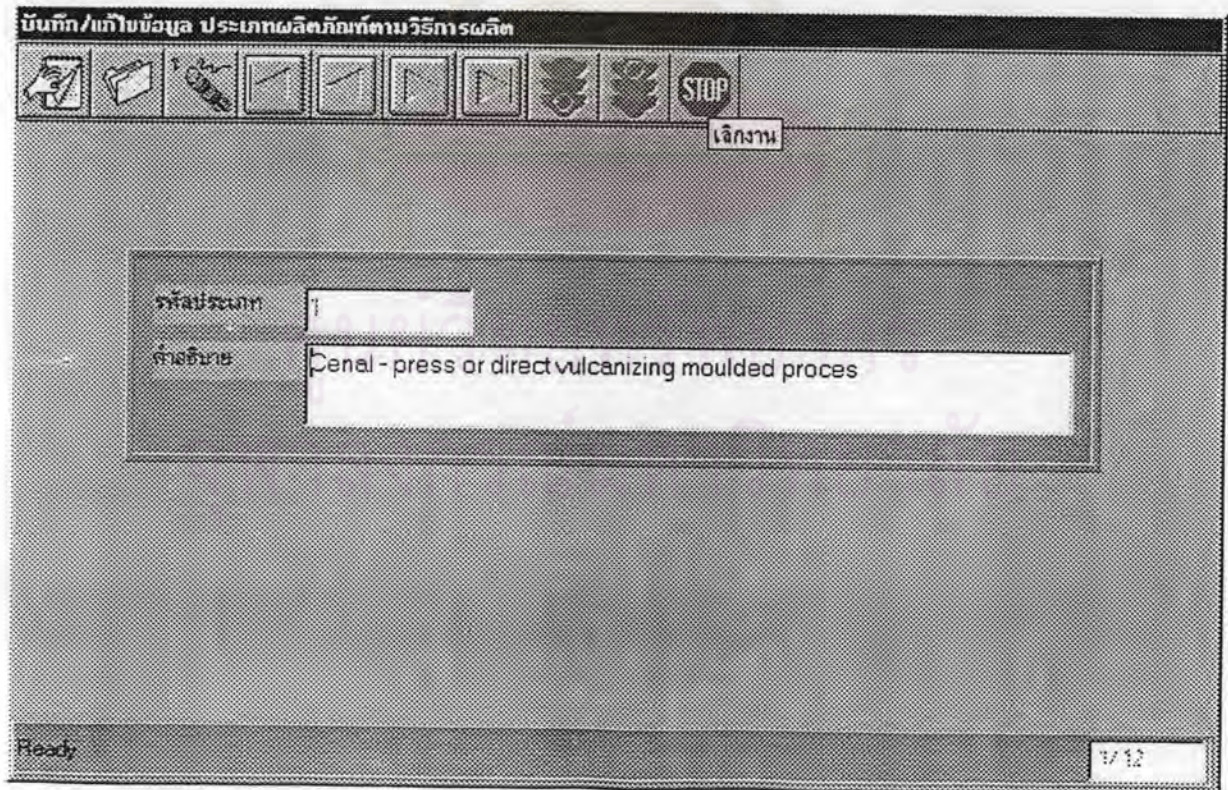 บันทึก/แก้ไขข้อมูล ประเภทผลิตภัณฑ์ตามวิธีการผลิต
STOP
เลิกงาน
รหัสประเภท 1
คำอธิบาย Cenal - press or direct vulcanizing moulded proces
Ready 1/12